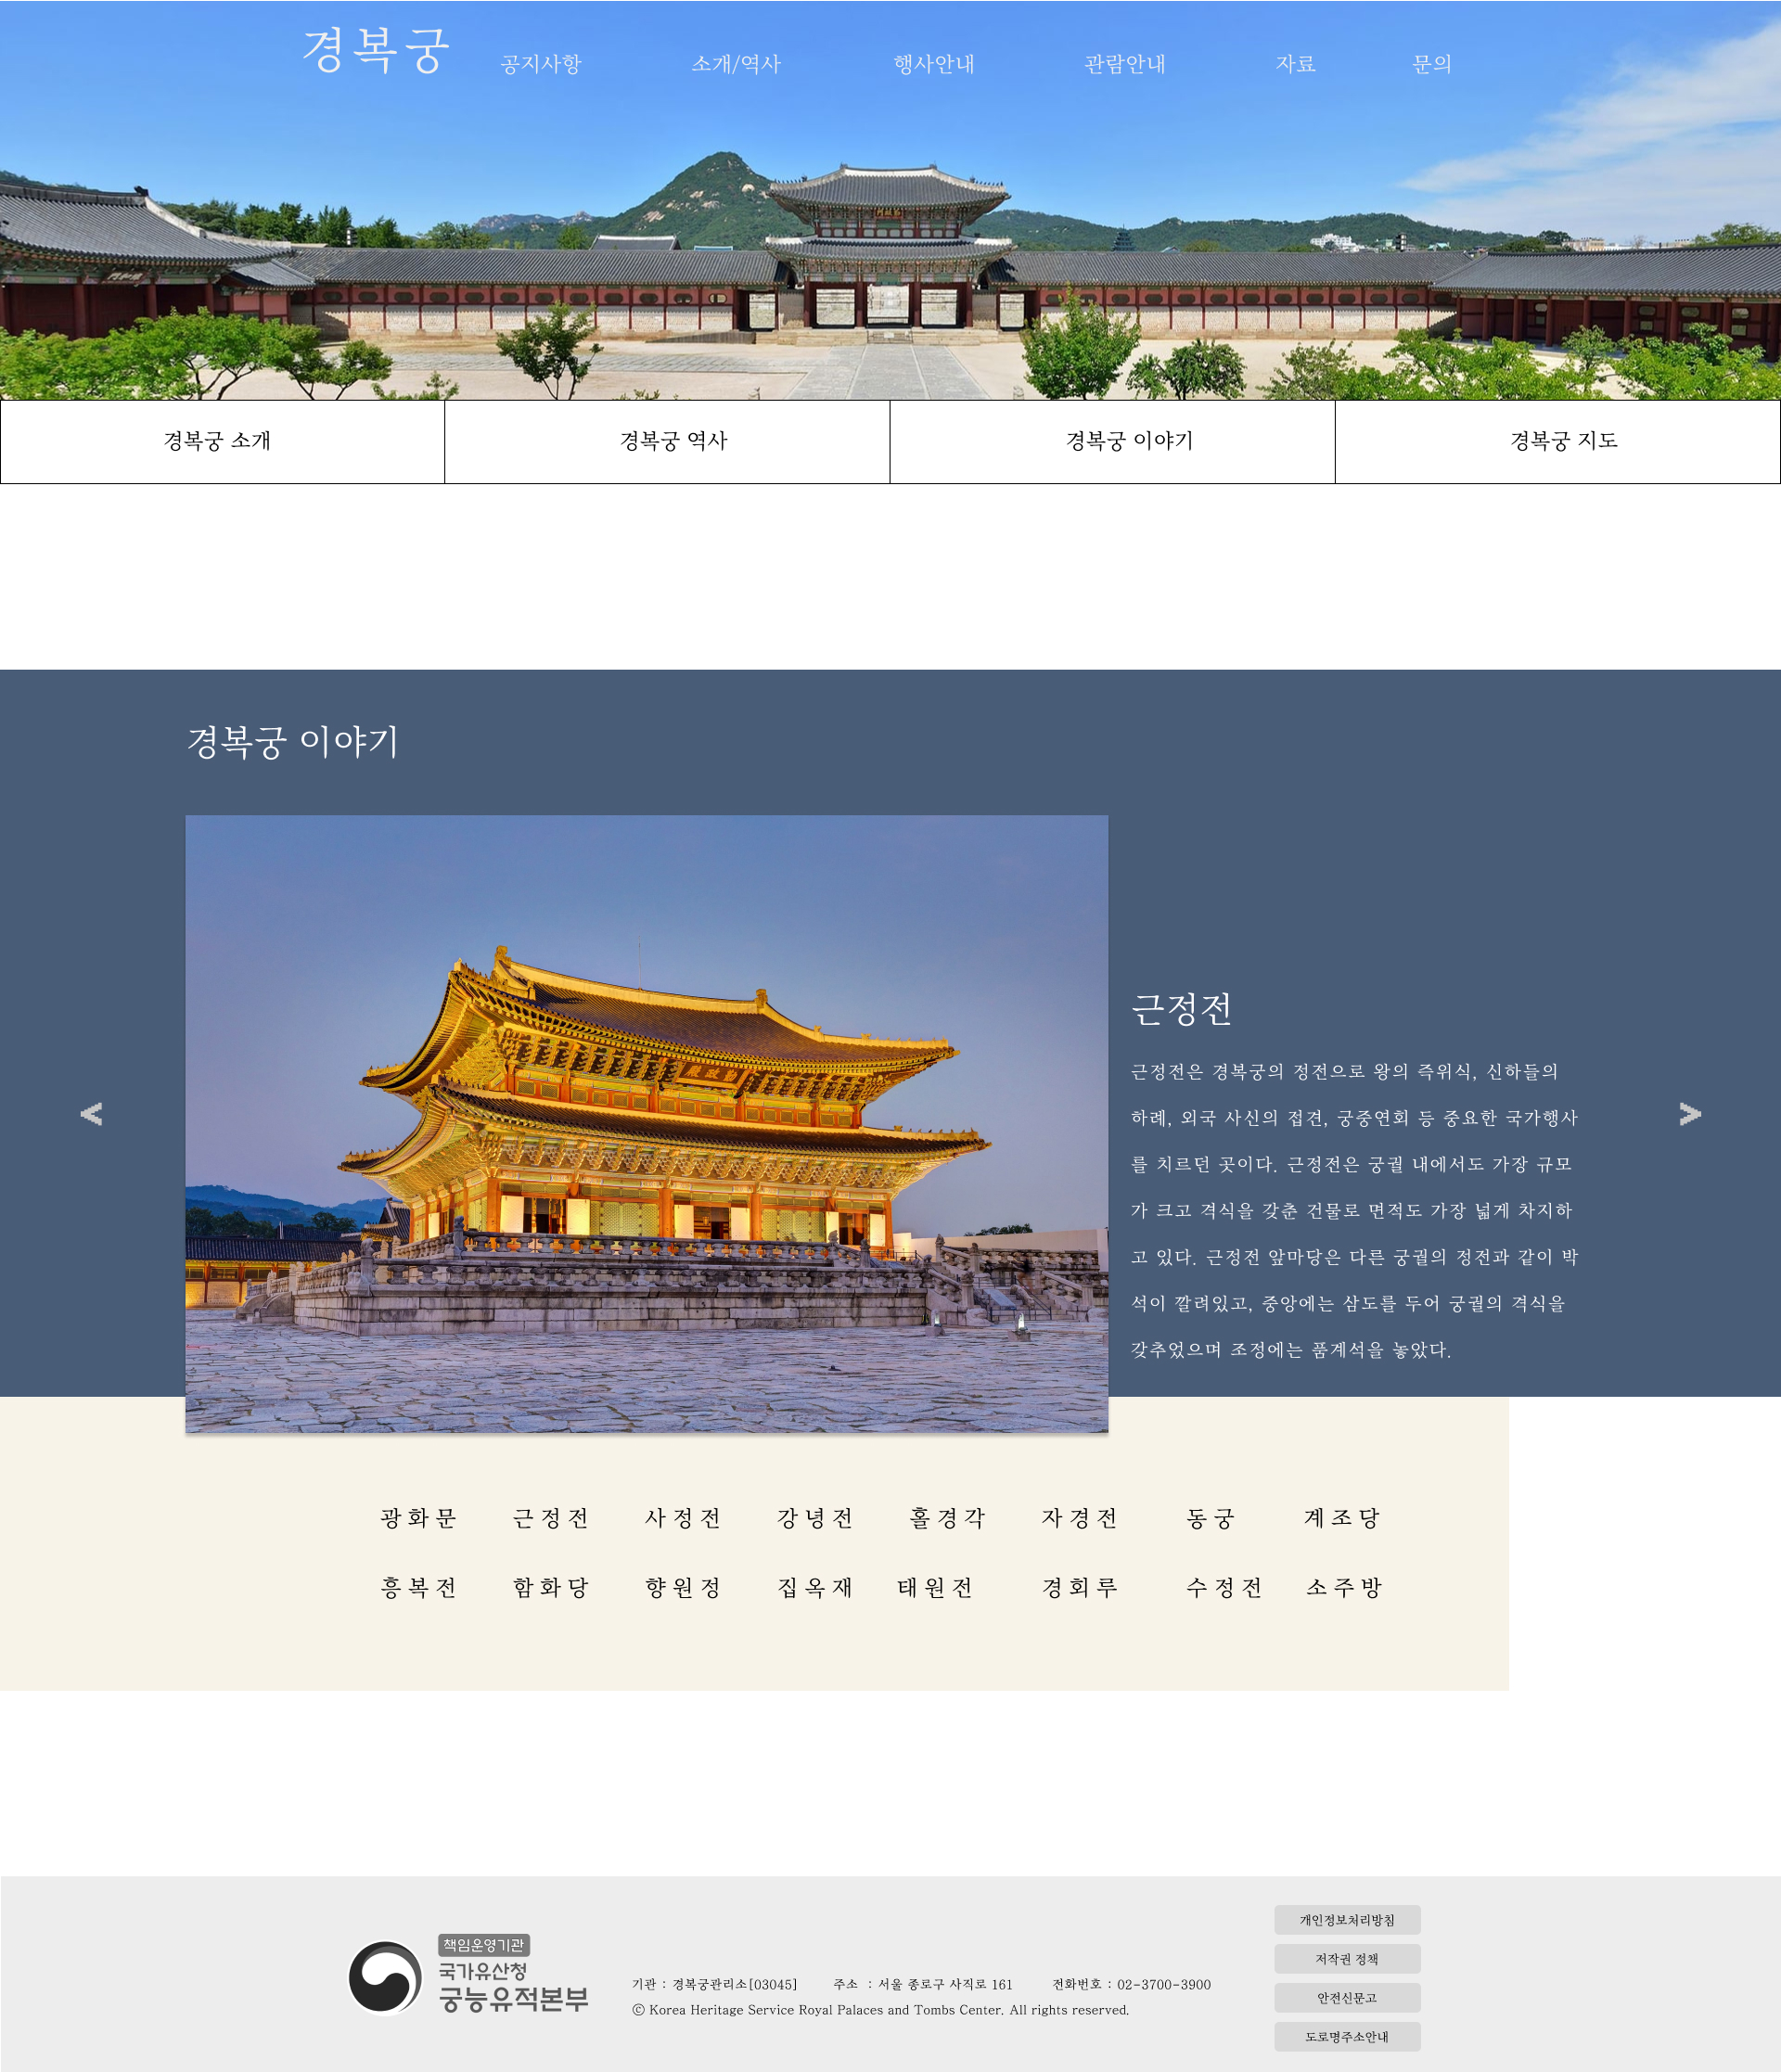 경복궁 공지사항 소개/역사 행사안내 관람안내 자료 문의
경복궁 소개 경복궁 역사 경복궁 이야기 경복궁 지도
경복궁 이야기
근정전
근정전은 경복궁의 정전으로 왕의 즉위식, 신하들의
하례, 외국 사신의 접견, 궁중연회 등 중요한 국가행사
를 치르던 곳이다. 근정전은 궁궐 내에서도 가장 규모
가 크고 격식을 갖춘 건물로 면적도 가장 넓게 차지하
고 있다. 근정전 앞마당은 다른 궁궐의 정전과 같이 박
석이 깔려있고, 중앙에는 삼도를 두어 궁궐의 격식을
갖추었으며 조정에는 품계석을 놓았다.
<
>
광화문 근정전 사정전 강녕전 흘경각 자경전 동궁 계조당
흥복전 함화당 향원정 집옥재 태원전 경회루 수정전 소주방
책임운영기관
국가유산청
궁능유적본부
기관 : 경복궁관리소[03045] 주소 : 서울 종로구 사직로 161 전화번호 : 02-3700-3900
ⓒ Korea Heritage Service Royal Palaces and Tombs Center. All rights reserved.
개인정보처리방침
저작권 정책
안전신문고
도로명주소안내